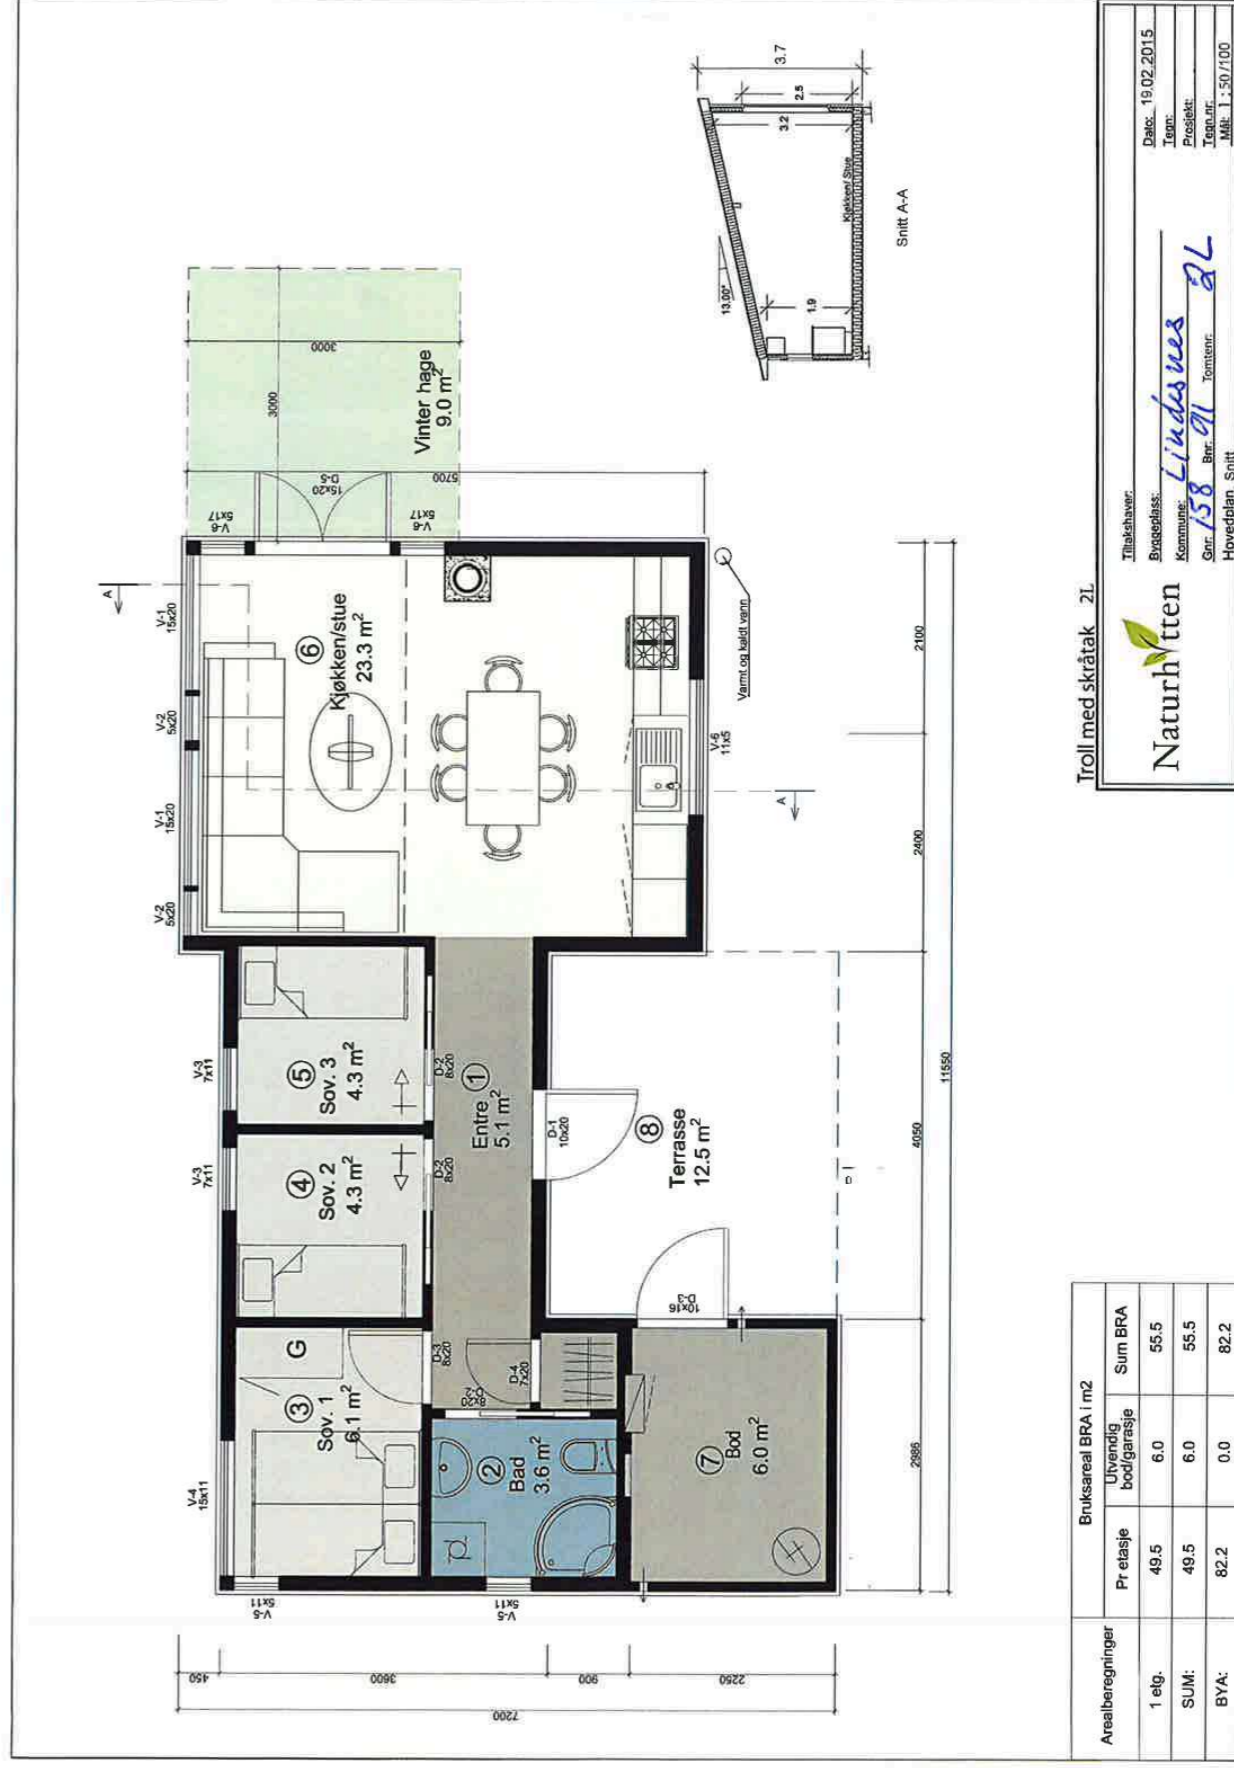 V-4
15x11
V-3
7x11
V-3
7x11
V-2
5x20
V-1
15x20
V-2
5x20
V-1
15x20
A
V-5
5x11
V-5
5x11
③
Sov. 1
6.1 m²
G
④
Sov. 2
4.3 m²
⑤
Sov. 3
4.3 m²
⑥
Kjøkken/stue
23.3 m²
V-6
5x17
D-5
15x20
V-6
5x17
3000
3000
Vinter hage
9.0 m²
5700
②
Bad
3.6 m²
D-3
8x20
D-2
8x20
D-4
7x20
D-2
8x20
D-2
8x20
Entre ①
5.1 m²
D-1
10x20
⑦
Bod
6.0 m²
D-3
10x16
⑧
Terrasse
12.5 m²
V-6
11x5
A
Varmt og kaldt vann
450
3600
900
2250
7200
2986
4050
2400
2100
11550
13.00°
1.9
3.2
2.5
3.7
Kjøkken/ Stue
Snitt A-A
Arealberegninger
Bruksareal BRA i m2
Pr etasje
Utvendig
bod/garasje
Sum BRA
1 etg. 49.5 6.0 55.5
SUM: 49.5 6.0 55.5
BYA: 82.2 0.0 82.2
Troll med skråtak 2L
Naturhytten
Tiltakshaver:
Byggeplass:
Kommune: Lindesnes
Gnr: 158 Bnr: 91 Tomtenr: 2L
Hovedplan Snitt
Dato: 19.02.2015
Tegn:
Prosjekt:
Tegn.nr:
Mål: 1 : 50 /100